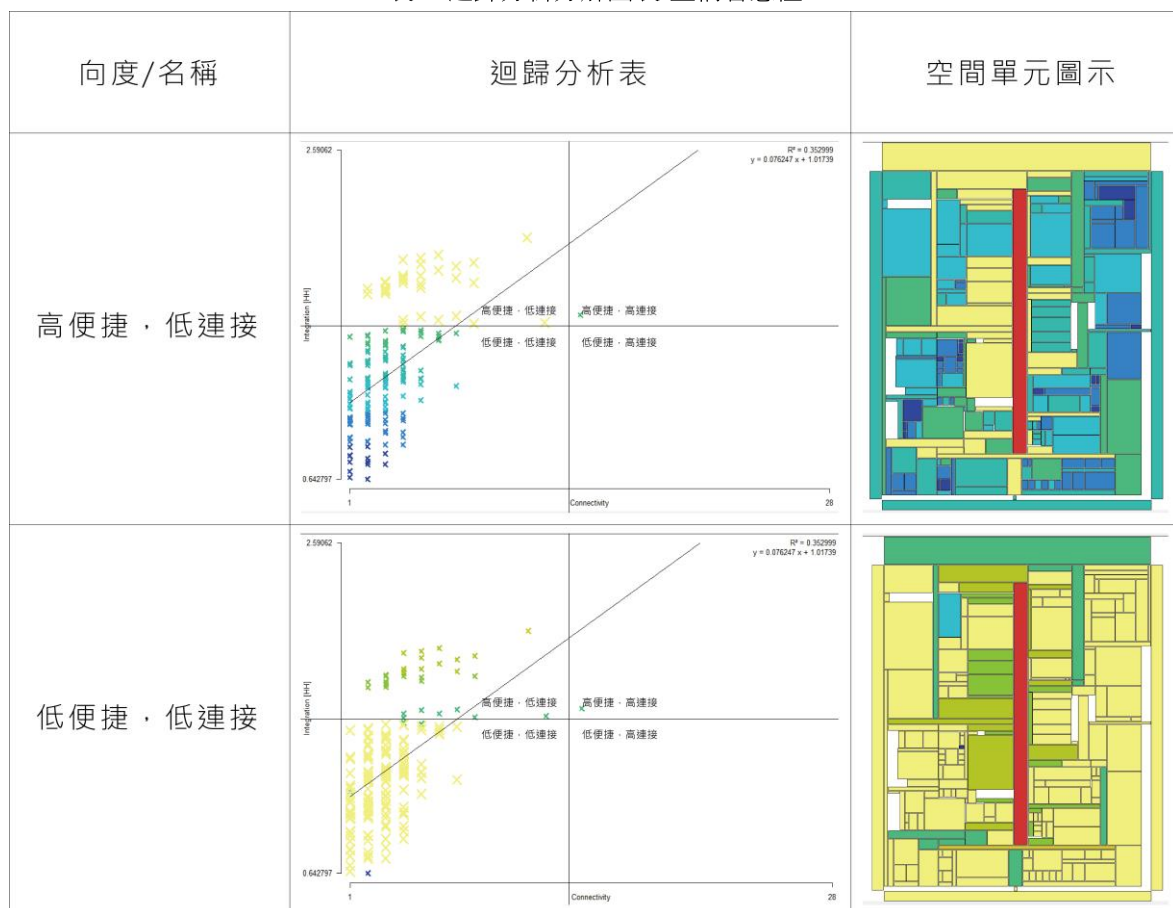 向度/名稱
迴歸分析表
空間單元圖示
高便捷，低連接
2.59062
R² = 0.352999
y = 0.076247 x + 1.01739
Integration [HH]
高便捷．低連接
高便捷．高連接
低便捷．低連接
低便捷．高連接
0.642797
1
Connectivity
28
低便捷，低連接
2.59062
R² = 0.352999
y = 0.076247 x + 1.01739
Integration [HH]
高便捷．低連接
高便捷．高連接
低便捷．低連接
低便捷．高連接
0.642797
1
Connectivity
28